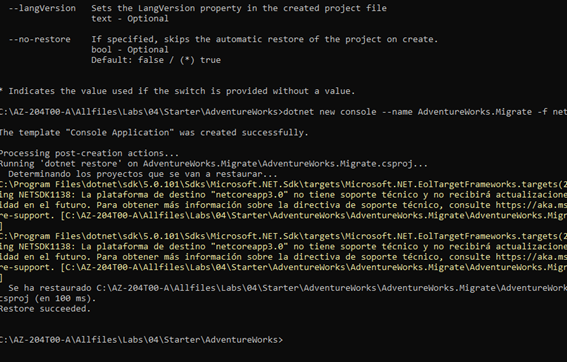 --langVersion   Sets the LangVersion property in the created project file
text - Optional
--no-restore    If specified, skips the automatic restore of the project on create.
bool - Optional
Default: false / (*) true
* Indicates the value used if the switch is provided without a value.
C:\AZ-204T00-A\Allfiles\Labs\04\Starter\AdventureWorks>dotnet new console --name AdventureWorks.Migrate -f net
The template "Console Application" was created successfully.
Processing post-creation actions...
Running 'dotnet restore' on AdventureWorks.Migrate\AdventureWorks.Migrate.csproj...
Determinando los proyectos que se van a restaurar...
C:\Program Files\dotnet\sdk\5.0.101\Sdks\Microsoft.NET.Sdk\targets\Microsoft.NET.EolTargetFrameworks.targets(2
ing NETSDK1138: La plataforma de destino "netcoreapp3.0" no tiene soporte técnico y no recibirá actualizacione
idad en el futuro. Para obtener más información sobre la directiva de soporte técnico, consulte https://aka.ms
re-support. [C:\AZ-204T00-A\Allfiles\Labs\04\Starter\AdventureWorks\AdventureWorks.Migrate\AdventureWorks.Migr
]
C:\Program Files\dotnet\sdk\5.0.101\Sdks\Microsoft.NET.Sdk\targets\Microsoft.NET.EolTargetFrameworks.targets(2
ing NETSDK1138: La plataforma de destino "netcoreapp3.0" no tiene soporte técnico y no recibirá actualizacione
idad en el futuro. Para obtener más información sobre la directiva de soporte técnico, consulte https://aka.ms
re-support. [C:\AZ-204T00-A\Allfiles\Labs\04\Starter\AdventureWorks\AdventureWorks.Migrate\AdventureWorks.Migr
]
Se ha restaurado C:\AZ-204T00-A\Allfiles\Labs\04\Starter\AdventureWorks\AdventureWorks.Migrate\AdventureWork
csproj (en 100 ms).
Restore succeeded.
C:\AZ-204T00-A\Allfiles\Labs\04\Starter\AdventureWorks>